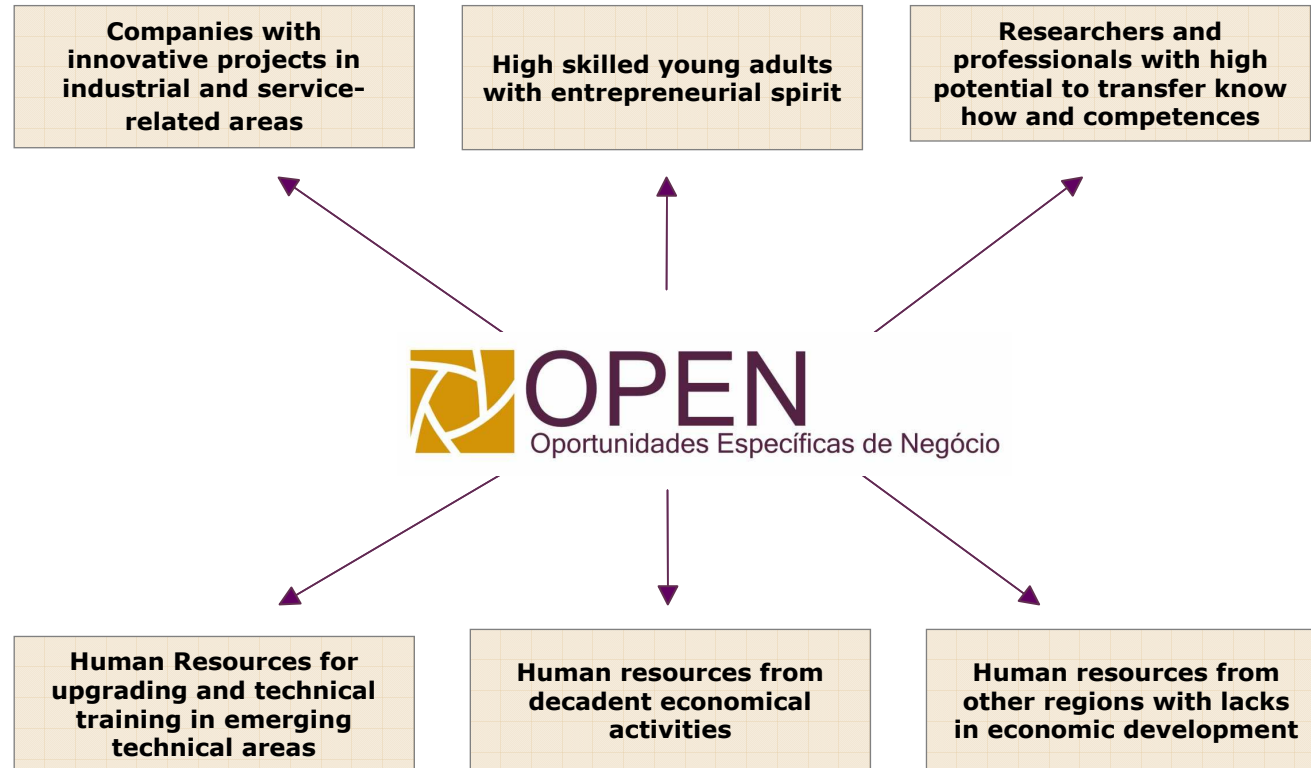 Companies with
innovative projects in
industrial and service-
related areas
High skilled young adults
with entrepreneurial spirit
Researchers and
professionals with high
potential to transfer know
how and competences
OPEN
Oportunidades Específicas de Negócio
Human Resources for
upgrading and technical
training in emerging
technical areas
Human resources from
decadent economical
activities
Human resources from
other regions with lacks
in economic development